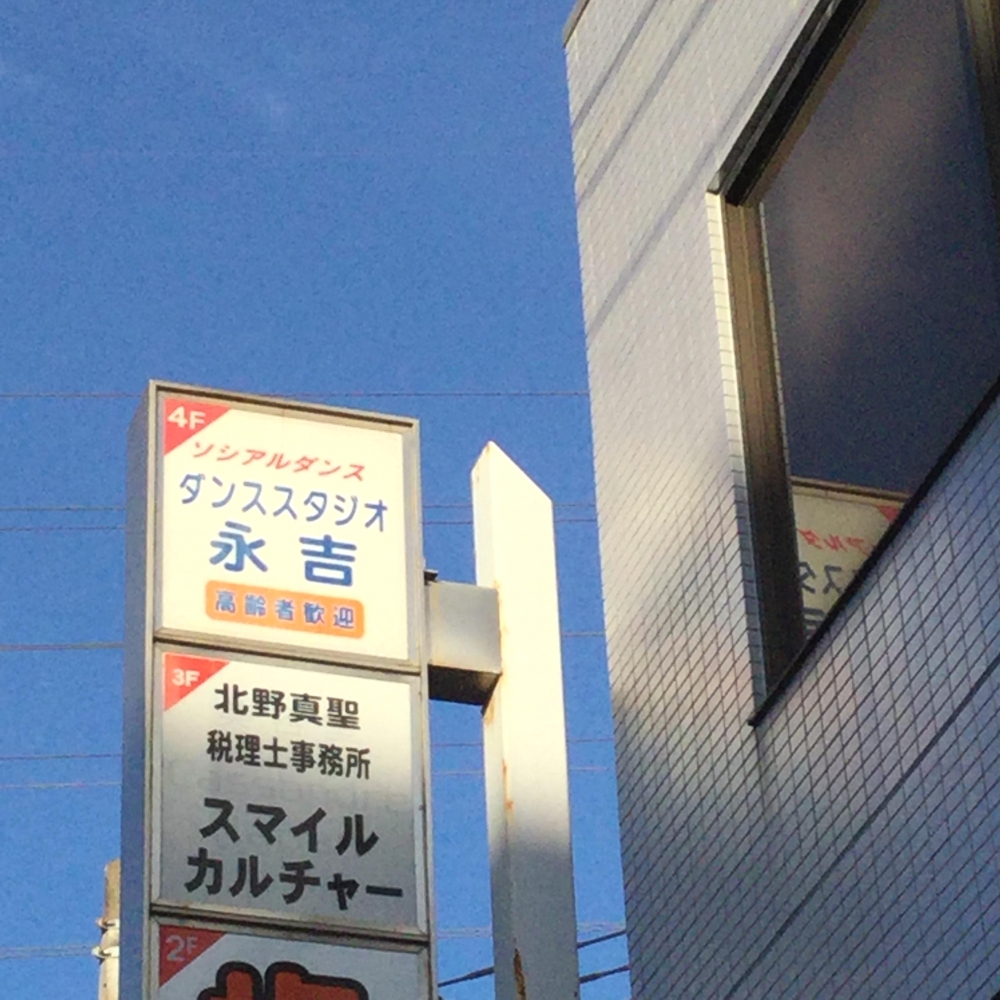 4F
ソシアルダンス
ダンススタジオ
永吉
高齢者歓迎
3F
北野真聖
税理士事務所
スマイル
カルチャー
2F